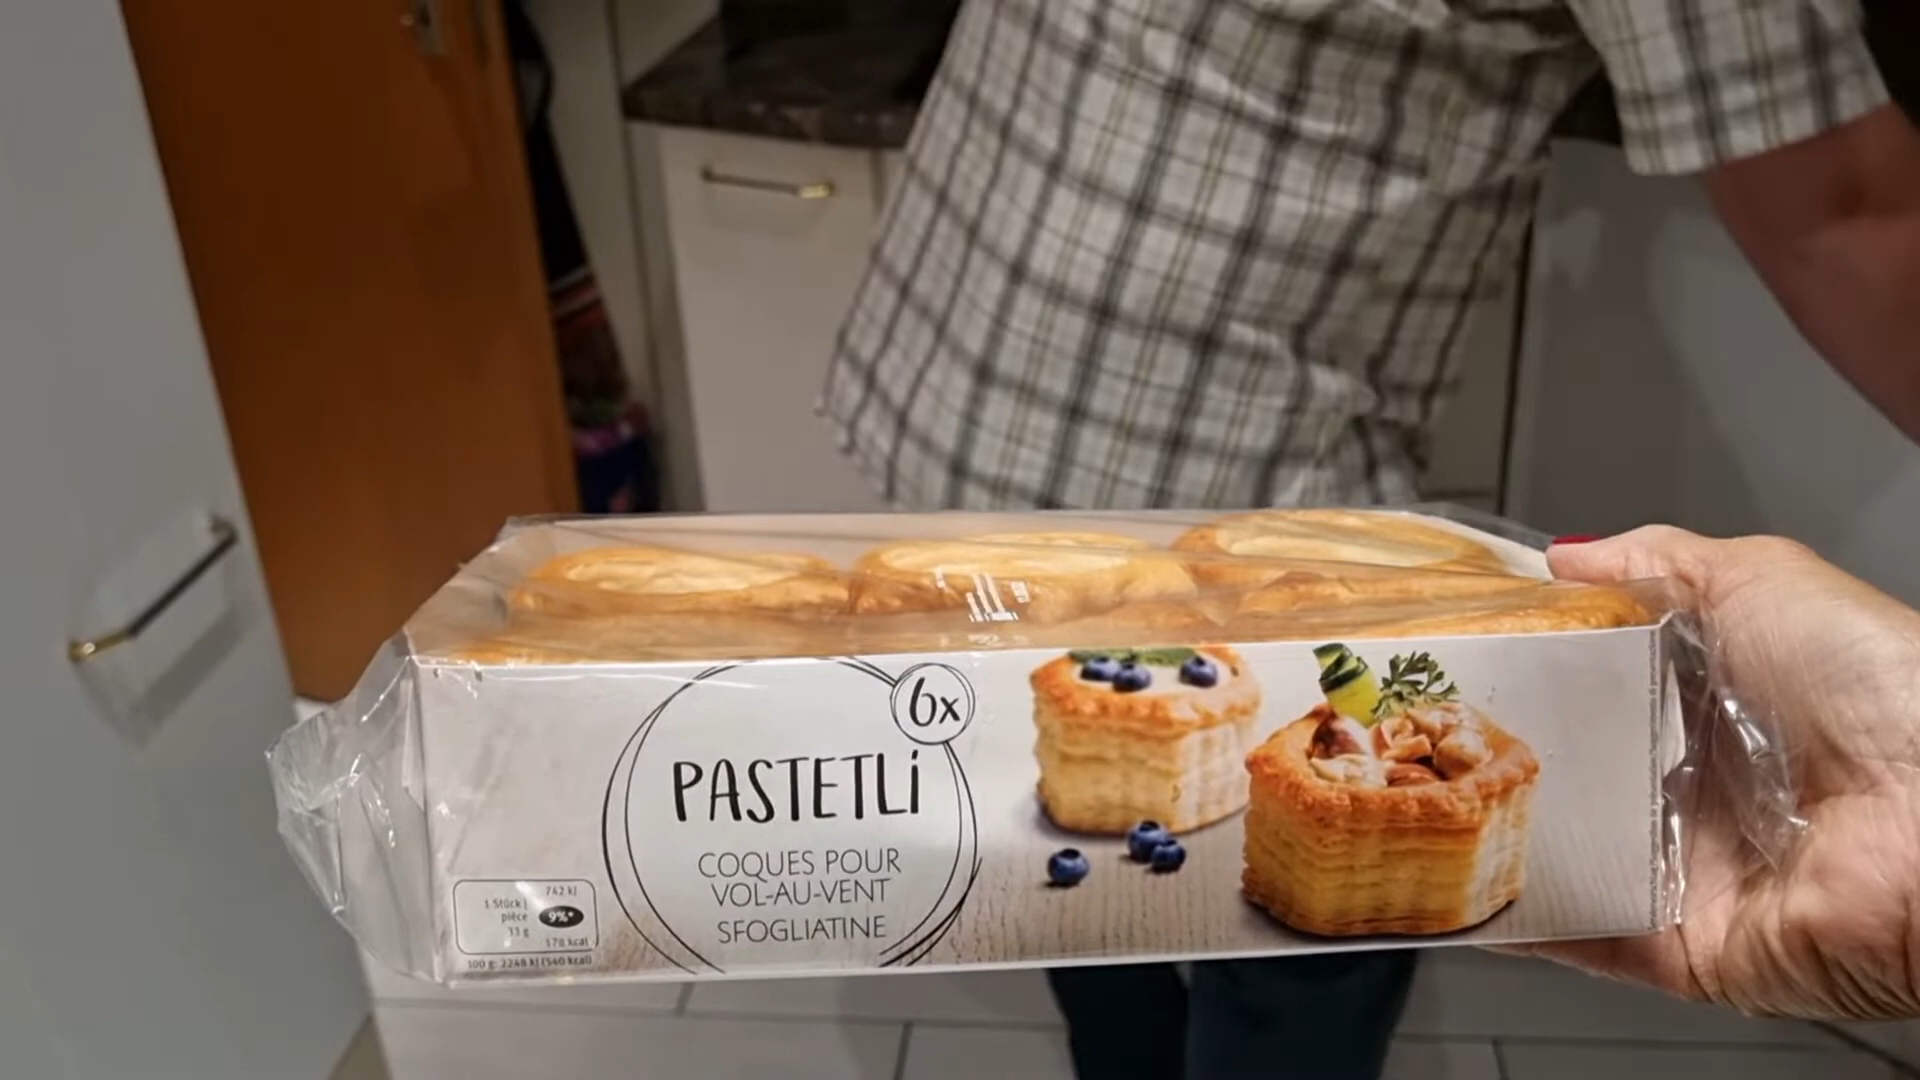 6x
PASTETLi
COQUES POUR
VOL-AU-VENT
SFOGLIATINE
742 kJ
1 Stück |
pièce
33 g
9%*
178 kcal
100 g: 2248 kJ (540 kcal)